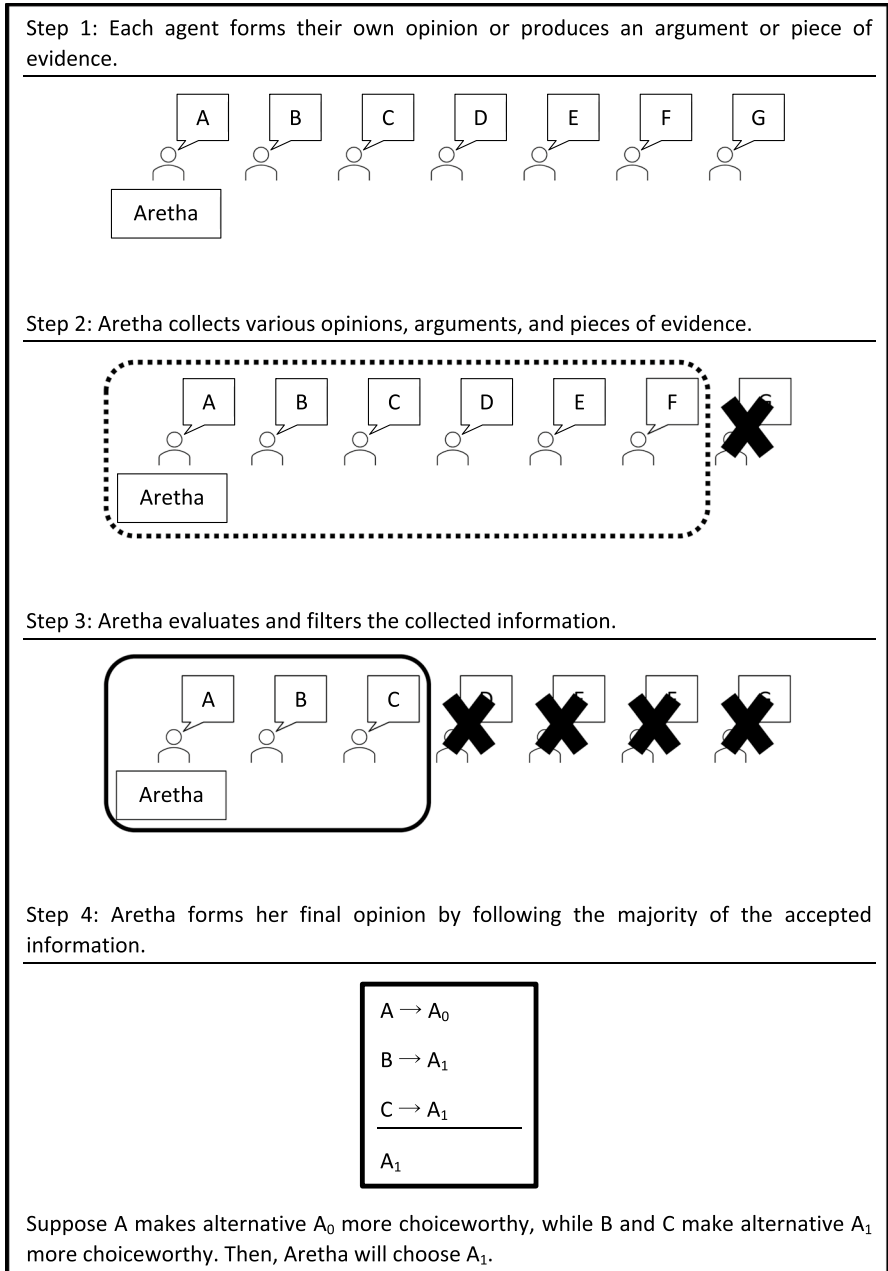 Step 1: Each agent forms their own opinion or produces an argument or piece of
evidence.
A B C D E F G
Aretha
Step 2: Aretha collects various opinions, arguments, and pieces of evidence.
A B C D E F
Aretha
Step 3: Aretha evaluates and filters the collected information.
A B C
Aretha
Step 4: Aretha forms her final opinion by following the majority of the accepted
information.
A → A₀
B → A₁
C → A₁
A₁
Suppose A makes alternative A₀ more choiceworthy, while B and C make alternative A₁
more choiceworthy. Then, Aretha will choose A₁.